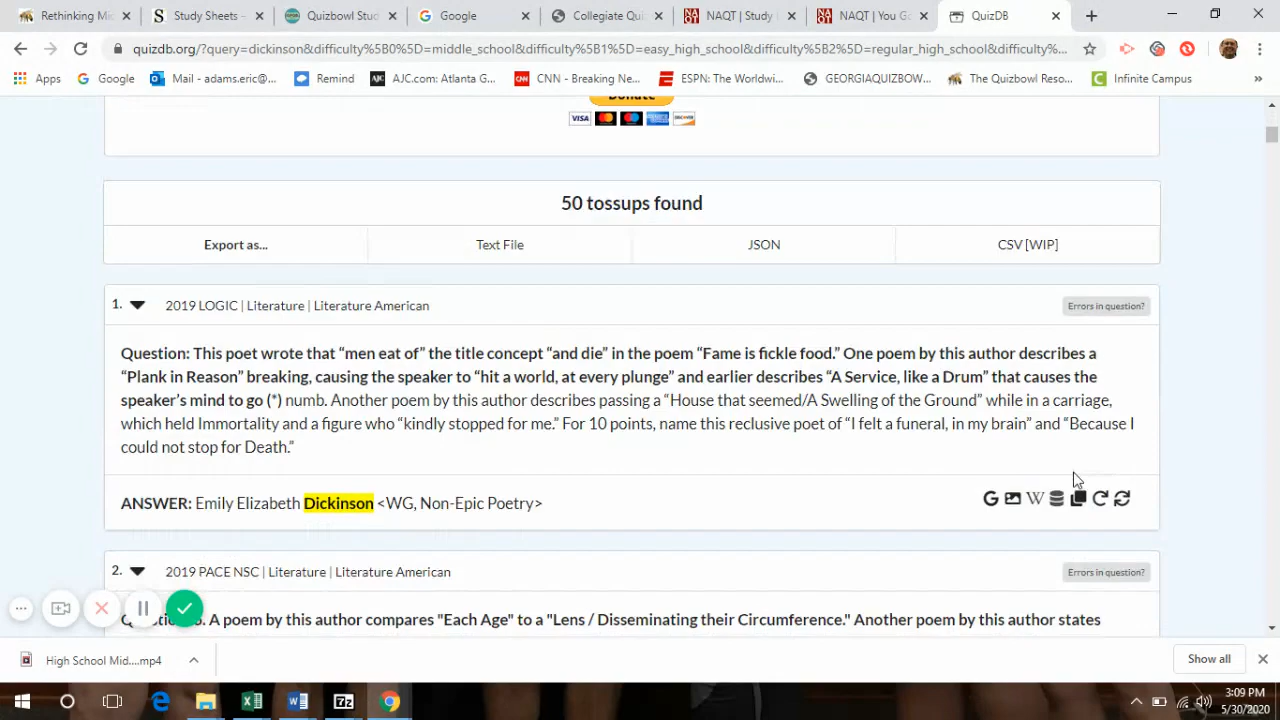 Rethinking Mi
Study Sheets –
Quizbowl Stud
Google
Collegiate Qui
NAQT | Study
NAQT | You Go
QuizDB
quizdb.org/?query=dickinson&difficulty%5B0%5D=middle_school&difficulty%5B1%5D=easy_high_school&difficulty%5B2%5D=regular_high_school&difficulty%...
Apps
Google
Mail - adams.eric@...
Remind
AJC.com: Atlanta G...
CNN - Breaking Ne...
ESPN: The Worldwi...
GEORGIAQUIZBOW...
The Quizbowl Reso...
Infinite Campus
»
Donate
VISA
DISCOVER
50 tossups found
Export as... Text File JSON CSV [WIP]
1. 2019 LOGIC | Literature | Literature American Errors in question?
Question: This poet wrote that “men eat of” the title concept “and die” in the poem “Fame is fickle food.” One poem by this author describes a
“Plank in Reason” breaking, causing the speaker to “hit a world, at every plunge” and earlier describes “A Service, like a Drum” that causes the
speaker’s mind to go (*) numb. Another poem by this author describes passing a “House that seemed/A Swelling of the Ground” while in a carriage,
which held Immortality and a figure who “kindly stopped for me.” For 10 points, name this reclusive poet of “I felt a funeral, in my brain” and “Because I
could not stop for Death.”
ANSWER: Emily Elizabeth Dickinson <WG, Non-Epic Poetry>
G W
2. 2019 PACE NSC | Literature | Literature American Errors in question?
A poem by this author compares "Each Age" to a "Lens / Disseminating their Circumference." Another poem by this author states
High School Mid....mp4
Show all
3:09 PM
5/30/2020